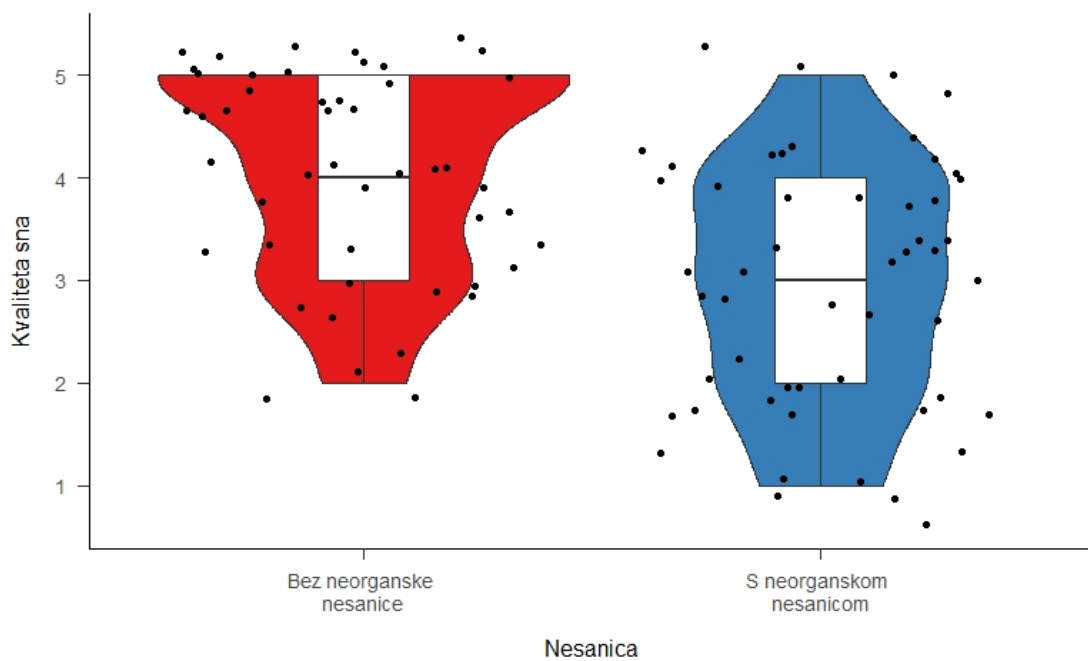 Kvaliteta sna
5
4
3
2
1
Bez neorganske
nesanice
S neorganskom
nesanicom
Nesanica